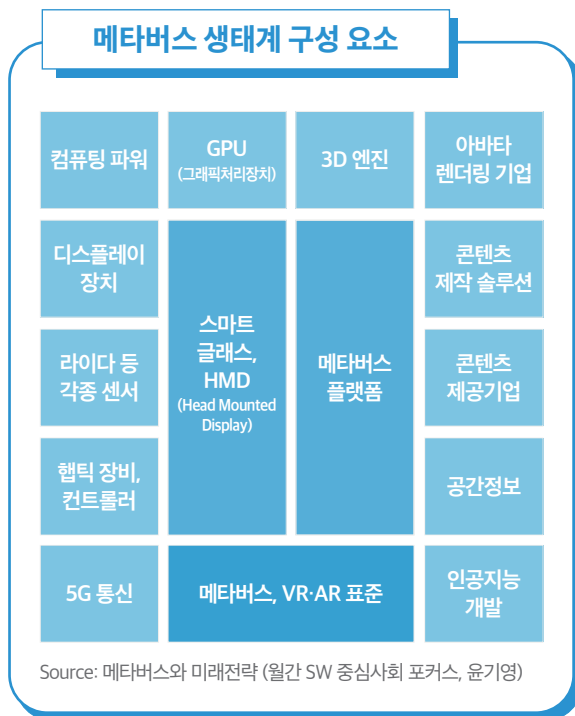 메타버스 생태계 구성 요소
컴퓨팅 파워
GPU
(그래픽처리장치)
3D 엔진
아바타
렌더링 기업
디스플레이
장치
스마트
글래스,
HMD
(Head Mounted
Display)
메타버스
플랫폼
콘텐츠
제작 솔루션
라이다 등
각종 센서
콘텐츠
제공기업
햅틱 장비,
컨트롤러
공간정보
5G 통신
메타버스, VR·AR 표준
인공지능
개발
Source: 메타버스와 미래전략 (월간 SW 중심사회 포커스, 윤기영)